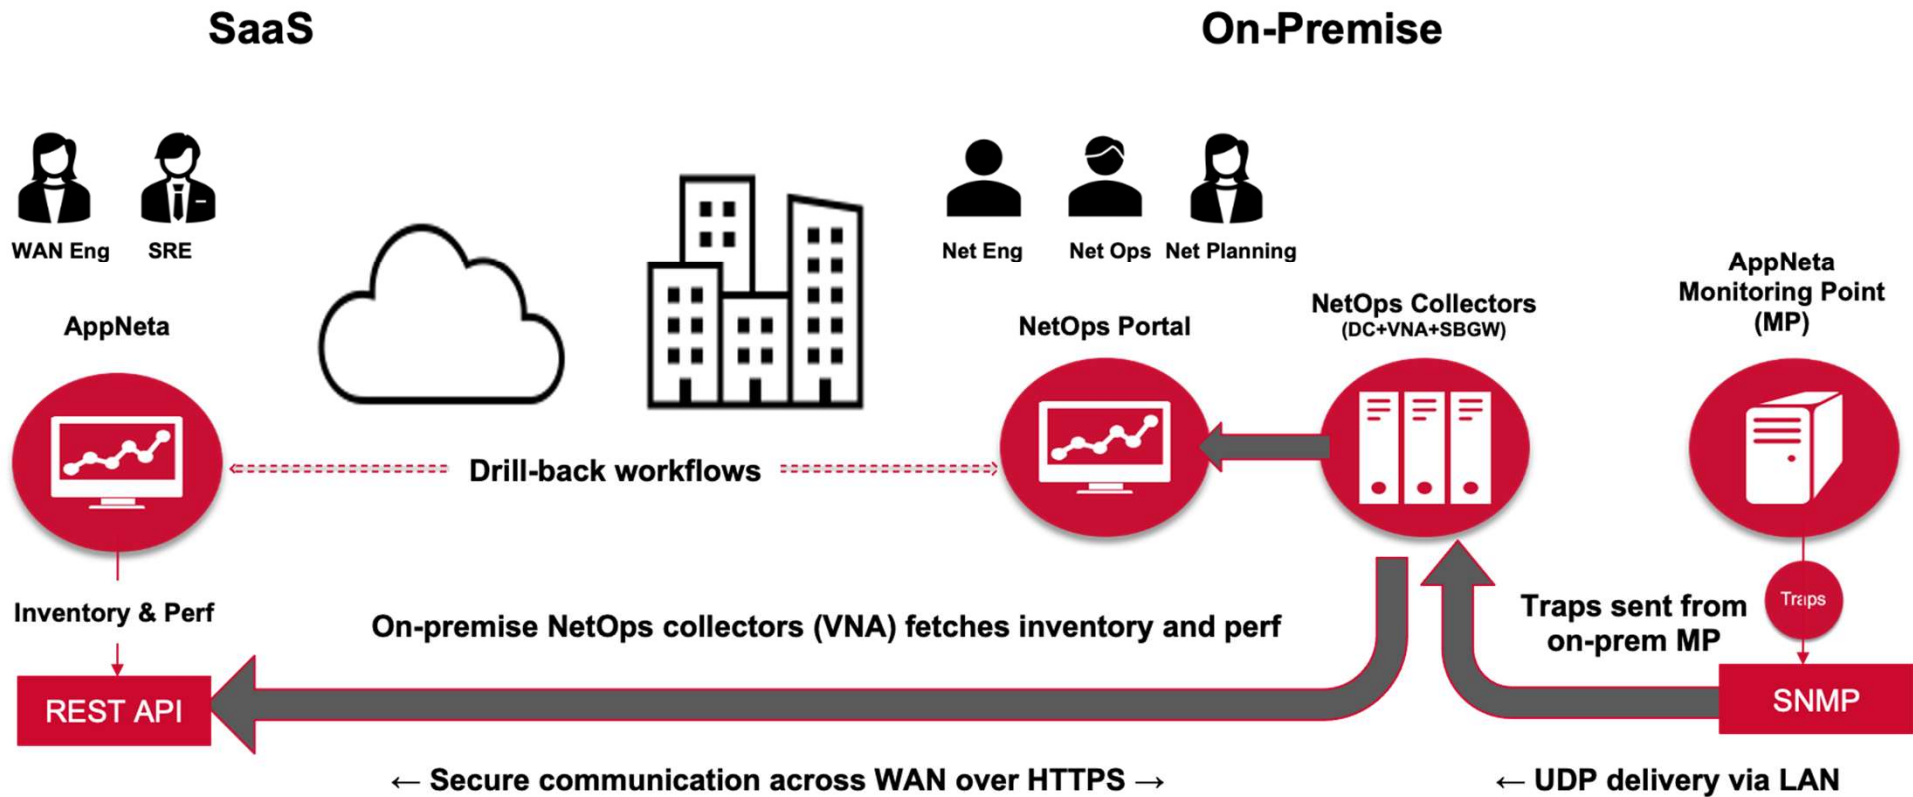 SaaS
On-Premise
WAN Eng
SRE
Net Eng
Net Ops
Net Planning
AppNeta
NetOps Portal
NetOps Collectors
(DC+VNA+SBGW)
AppNeta
Monitoring Point
(MP)
Drill-back workflows
Inventory & Perf
On-premise NetOps collectors (VNA) fetches inventory and perf
Traps sent from
on-prem MP
Traps
REST API
SNMP
← Secure communication across WAN over HTTPS →
← UDP delivery via LAN